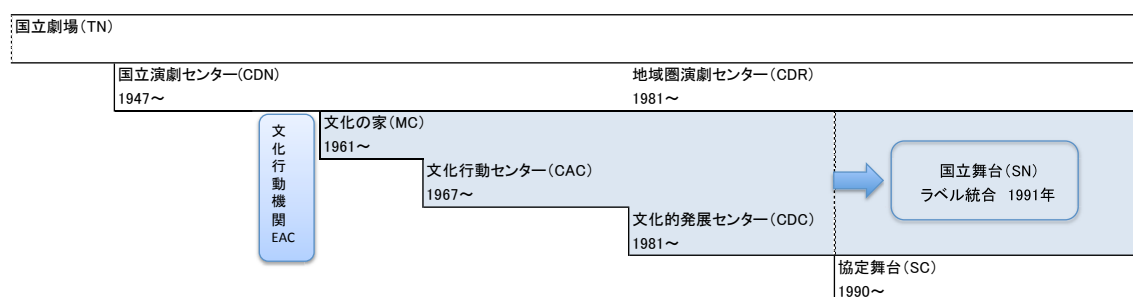 国立劇場(TN)
国立演劇センター(CDN)
1947~
地域圏演劇センター(CDR)
1981~
文化行動機関
EAC
文化の家(MC)
1961~
文化行動センター(CAC)
1967~
文化的発展センター(CDC)
1981~
国立舞台(SN)
ラベル統合 1991年
協定舞台(SC)
1990~